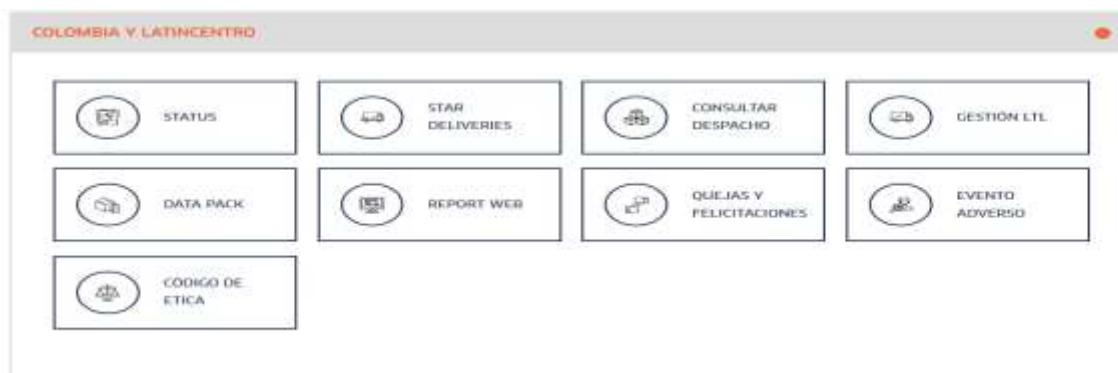 COLOMBIA Y LATINCENTRO
STATUS
STAR
DELIVERIES
CONSULTAR
DESPACHO
GESTIÓN LTL
DATA PACK
REPORT WEB
QUEJAS Y
FELICITACIONES
EVENTO
ADVERSO
CÓDIGO DE
ETICA